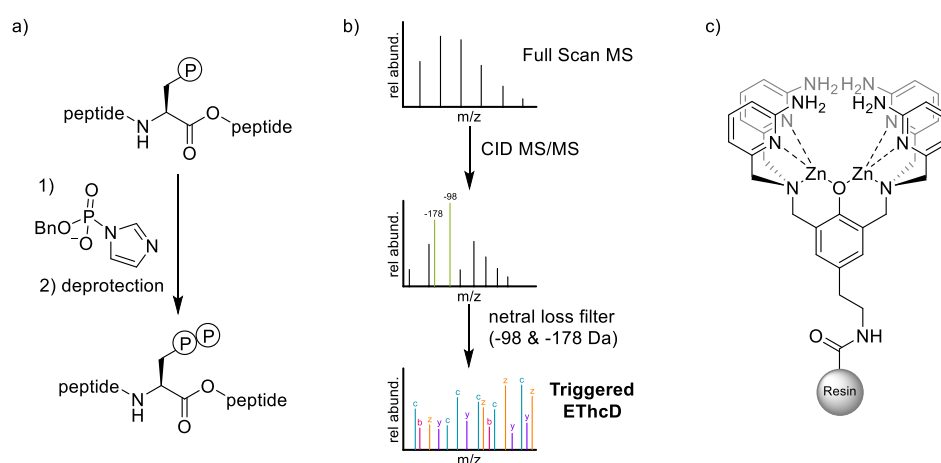 a)
P
peptide
N
H
O
O
peptide
1)
O
BnO
P
−O
N
N
2) deprotection
P P
peptide
N
H
O
O
peptide
b)
rel abund.
m/z
Full Scan MS
CID MS/MS
rel abund.
-178
-98
m/z
netral loss filter
(-98 & -178 Da)
rel abund.
c b z y c c y c z b c z y c y z
m/z
Triggered
EThcD
c)
NH2 H2N
NH2 H2N
N N
N N
Zn Zn
N O N
O
NH
Resin